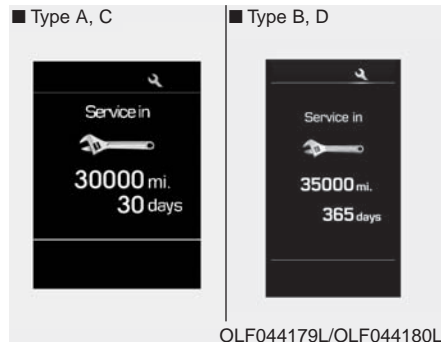 ■ Type A, C
■ Type B, D
Service in
30000 mi.
30 days
Service in
35000 mi.
365 days
OLF044179L/OLF044180L